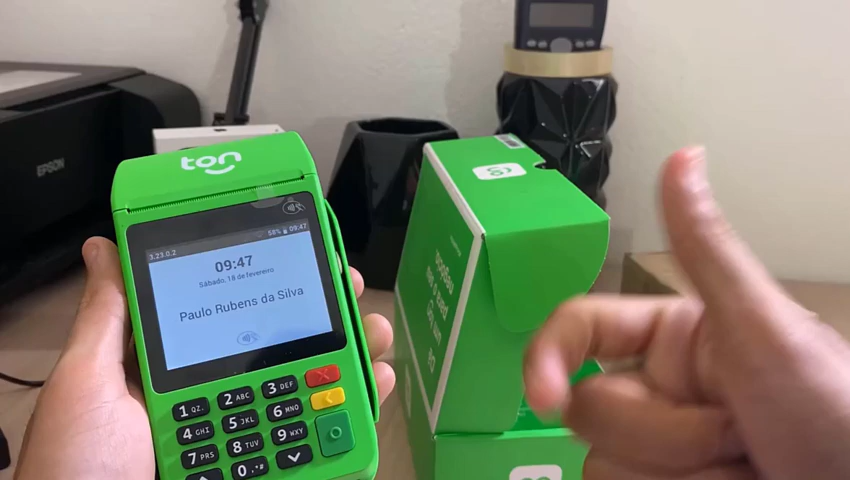 EPSON
ton
3.23.0.2
58% 09:47
09:47
Sábado, 18 de fevereiro
Paulo Rubens da Silva
1 QZ.
2 ABC
3 DEF
4 GHI
5 JKL
6 MNO
7 PRS
8 TUV
9 WXY
0 .*#